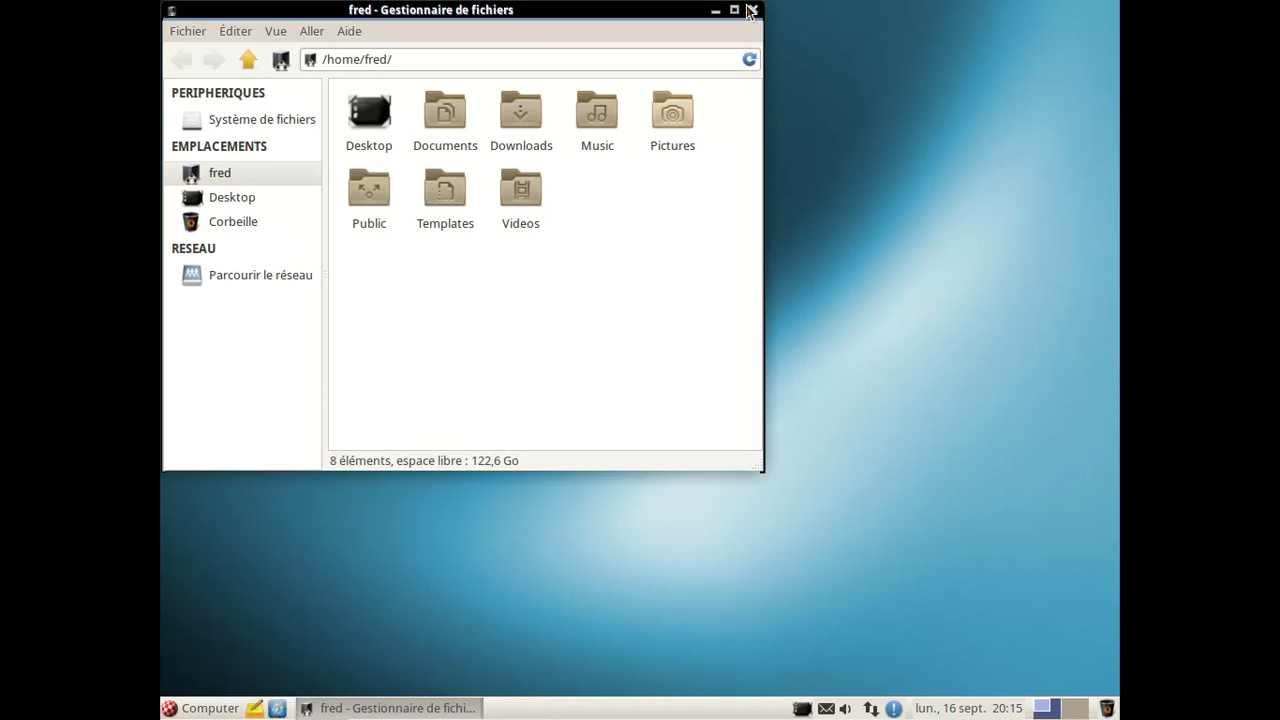 fred - Gestionnaire de fichiers
Fichier Éditer Vue Aller Aide
/home/fred/
PERIPHERIQUES
Système de fichiers
EMPLACEMENTS
fred
Desktop
Corbeille
RESEAU
Parcourir le réseau
Desktop Documents Downloads Music Pictures
Public Templates Videos
8 éléments, espace libre : 122,6 Go
Computer fred - Gestionnaire de fichi... lun., 16 sept. 20:15